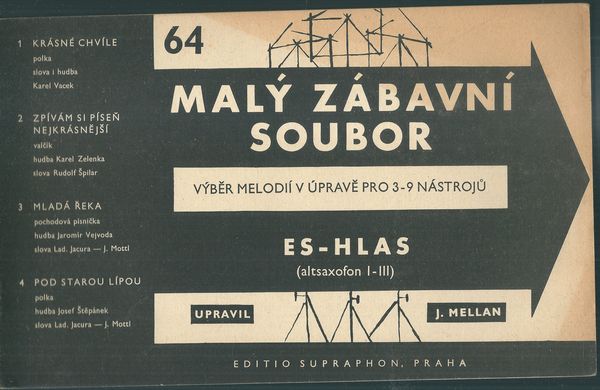 1 KRÁSNÉ CHVÍLE
polka
slova i hudba
Karel Vacek
2 ZPÍVÁM SI PÍSEŇ
NEJKRÁSNĚJŠÍ
valčík
hudba Karel Zelenka
slova Rudolf Špilar
3 MLADÁ ŘEKA
pochodová písnička
hudba Jaromír Vejvoda
slova Lad. Jacura — J. Mottl
4 POD STAROU LÍPOU
polka
hudba Josef Štěpánek
slova Lad. Jacura — J. Mottl
64
MALÝ ZÁBAVNÍ
SOUBOR
VÝBĚR MELODIÍ V ÚPRAVĚ PRO 3-9 NÁSTROJŮ
ES-HLAS
(altsaxofon I-III)
UPRAVIL
J. MELLAN
EDITIO SUPRAPHON, PRAHA